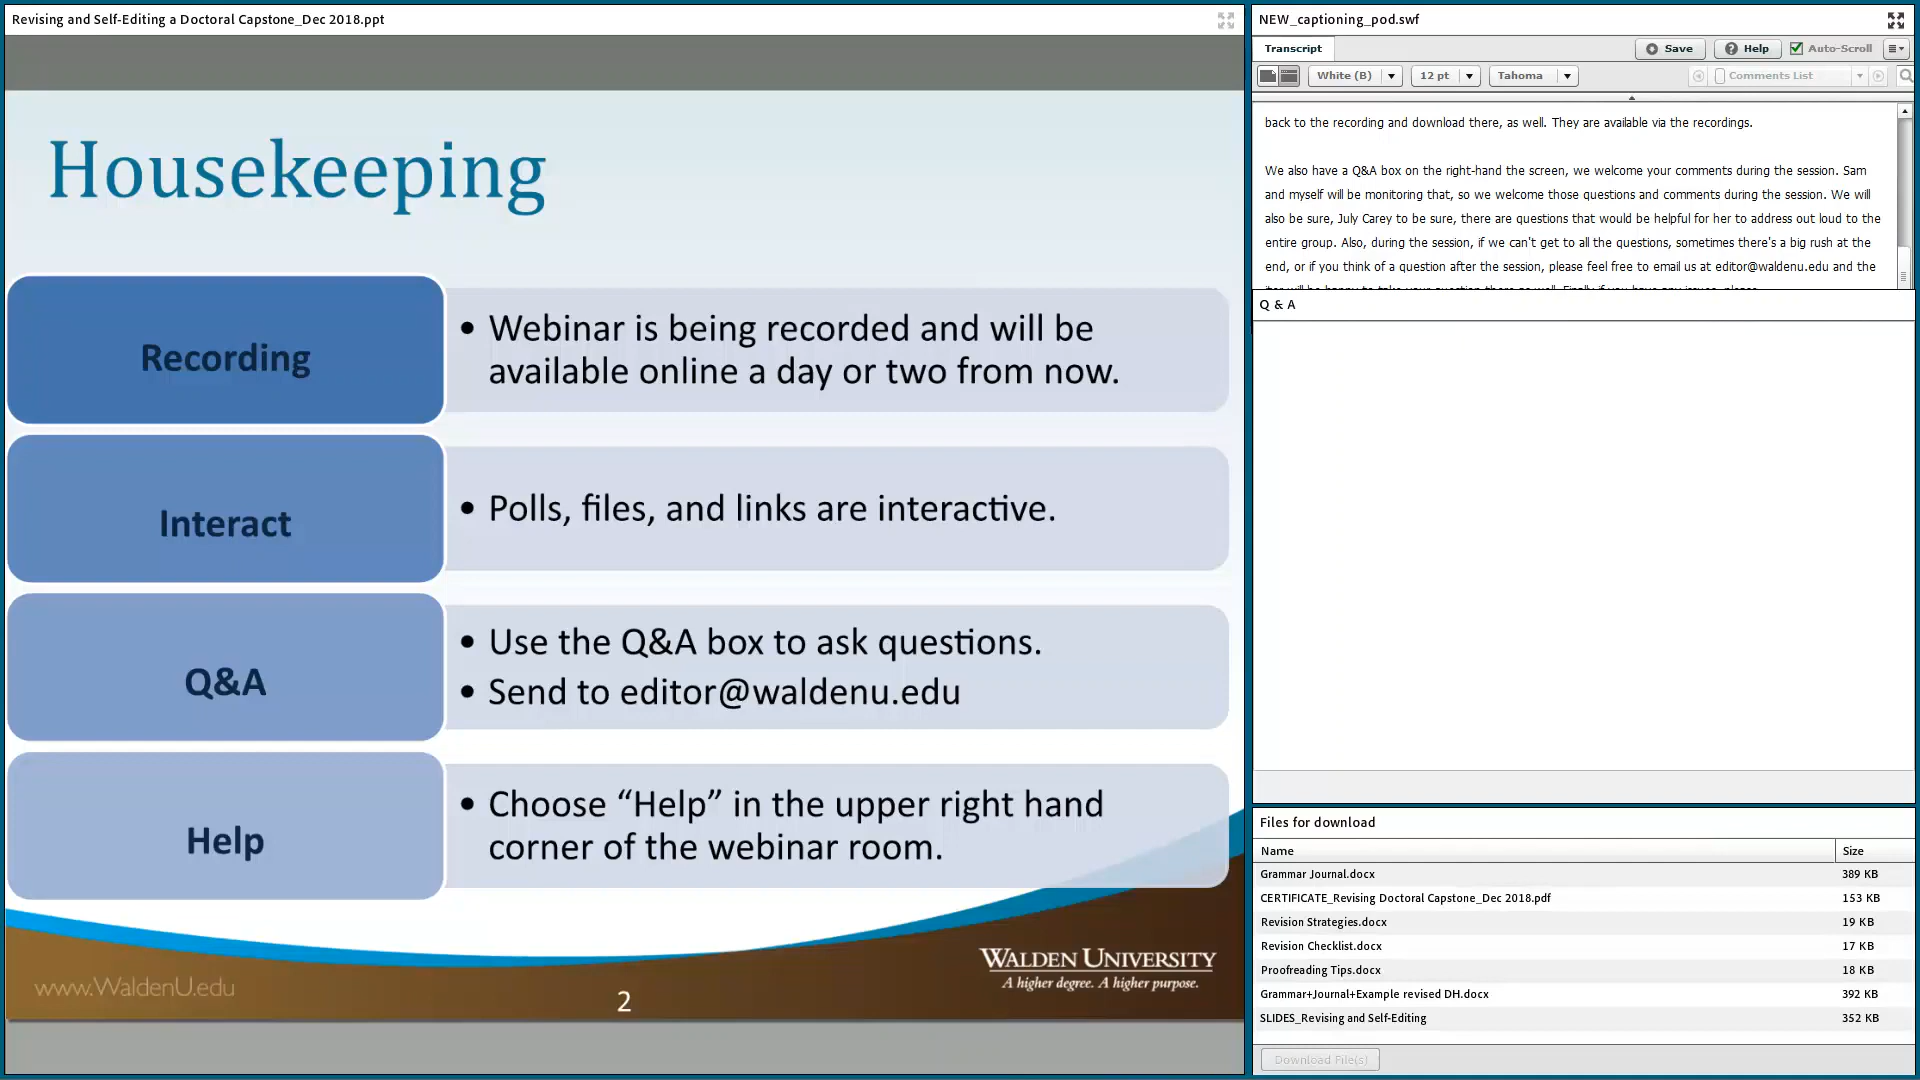 Revising and Self-Editing a Doctoral Capstone_Dec 2018.ppt
Housekeeping
Recording
• Webinar is being recorded and will be
available online a day or two from now.
Interact
• Polls, files, and links are interactive.
Q&A
• Use the Q&A box to ask questions.
• Send to editor@waldenu.edu
Help
• Choose “Help” in the upper right hand
corner of the webinar room.
www.WaldenU.edu
2
WALDEN UNIVERSITY
A higher degree. A higher purpose.
NEW_captioning_pod.swf
Transcript
Save
Help
Auto-Scroll
White (B)
12 pt
Tahoma
Comments List
back to the recording and download there, as well. They are available via the recordings.
We also have a Q&A box on the right-hand the screen, we welcome your comments during the session. Sam
and myself will be monitoring that, so we welcome those questions and comments during the session. We will
also be sure, July Carey to be sure, there are questions that would be helpful for her to address out loud to the
entire group. Also, during the session, if we can't get to all the questions, sometimes there's a big rush at the
end, or if you think of a question after the session, please feel free to email us at editor@waldenu.edu and the
Q & A
Files for download
Name Size
Grammar Journal.docx 389 KB
CERTIFICATE_Revising Doctoral Capstone_Dec 2018.pdf 153 KB
Revision Strategies.docx 19 KB
Revision Checklist.docx 17 KB
Proofreading Tips.docx 18 KB
Grammar+Journal+Example revised DH.docx 392 KB
SLIDES_Revising and Self-Editing 352 KB
Download File(s)